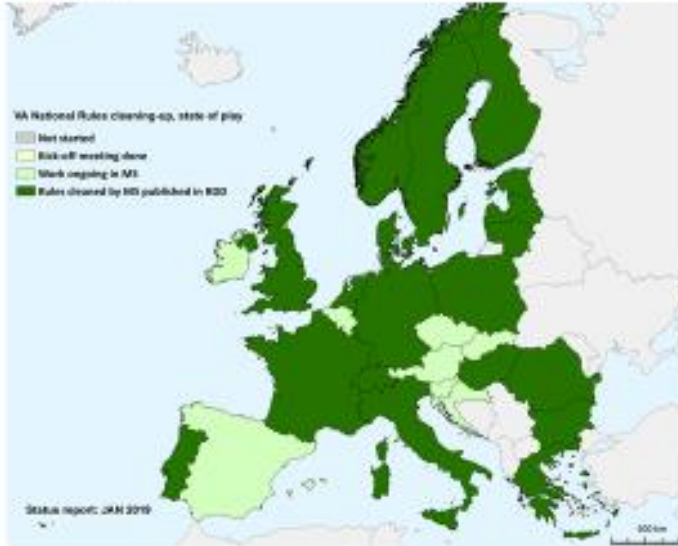 VA National Rules cleaning-up, state of play
Not started
Kick-off meeting done
Work ongoing in MS
Rules cleaned by MS published in RDD
Status report: JAN 2019
500 km